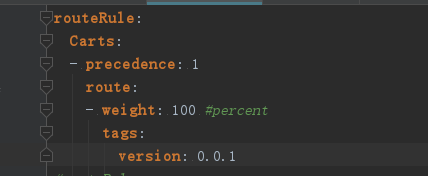 routeRule:
  Carts:
  - precedence: 1
    route:
    - weight: 100 #percent
      tags:
        version: 0.0.1